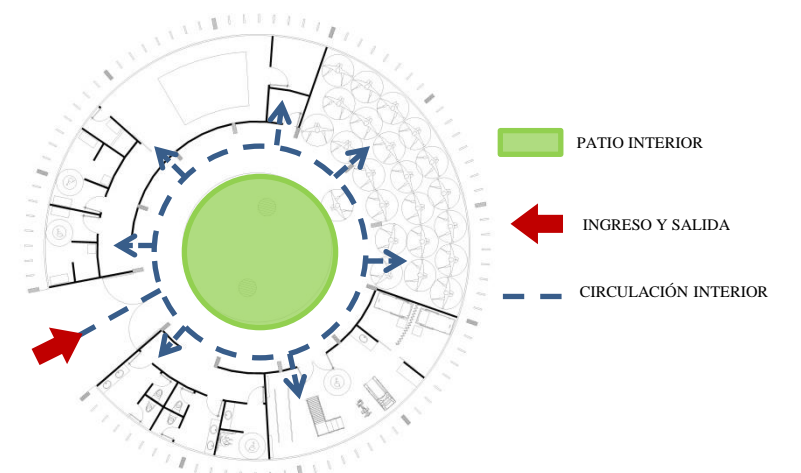 PATIO INTERIOR
INGRESO Y SALIDA
CIRCULACIÓN INTERIOR